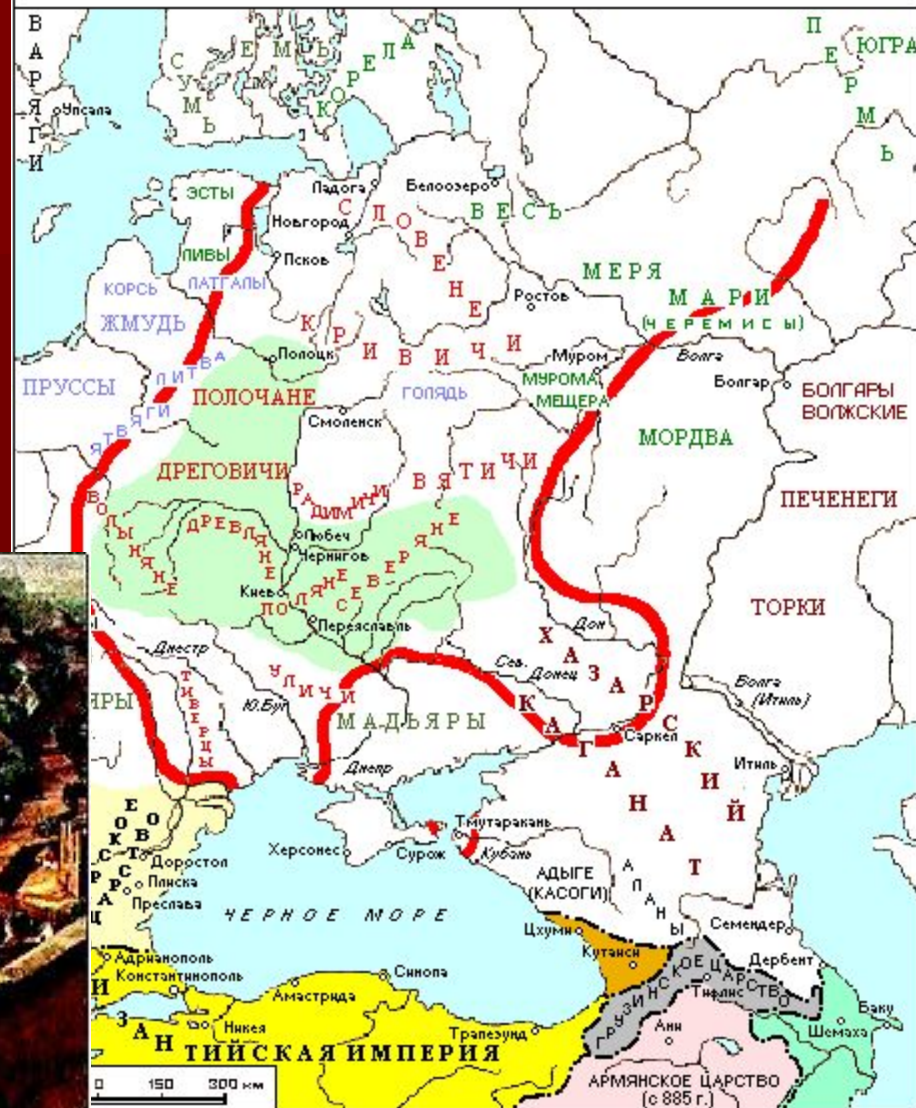 ВАРЯГИ
Упсала
СУМЬ
ЕМЬ
КОРЕЛА
ПЕРМЬ
ЮГРА
ЭСТЫ
Ладога
Белоозеро
ВЕСЬ
СЛОВЕНЕ
Новгород
ЛИВЫ
Псков
КОРСЬ
ЛАТГАЛЫ
МЕРЯ
Ростов
МАРИ
(ЧЕРЕМИСЫ)
ЖМУДЬ
КРИВИЧИ
Полоцк
Муром
Волга
ЛИТВА
Болгар
ПРУССЫ
ПОЛОЧАНЕ
ГОЛЯДЬ
МУРОМА
МЕЩЕРА
БОЛГАРЫ
ВОЛЖСКИЕ
Смоленск
ЯТВЯГИ
МОРДВА
ДРЕГОВИЧИ
ВЯТИЧИ
РАДИМИЧИ
ПЕЧЕНЕГИ
ВОЛЫНЯНЕ
ДРЕВЛЯНЕ
Любеч
Чернигов
СЕВЕРЯНЕ
Киев
ПОЛЯНЕ
Переяславль
ТОРКИ
Дон
Днестр
Сев.
Донец
ХАЗАРСКИЙ
КАГАНАТ
УЛИЧИ
ТИВЕРЦЫ
Ю.Буг
МАДЬЯРЫ
Волга
(Итиль)
Саркел
Итиль
Днепр
Тмутаракань
Херсонес
Сурож
Кубань
АДЫГЕ
(КАСОГИ)
АЛАНЫ
Доростол
Плиска
Преслава
ЧЕРНОЕ МОРЕ
Семендер
Цхуми
Кутаиси
Дербент
Адрианополь
Константинополь
Синопа
Амастрида
ГРУЗИНСКОЕ ЦАРСТВО
Тифлис
Баку
Шемаха
Никея
Трапезунд
Ани
ЗАНТИЙСКАЯ ИМПЕРИЯ
АРМЯНСКОЕ ЦАРСТВО
(с 885 г.)
0 150 300 км